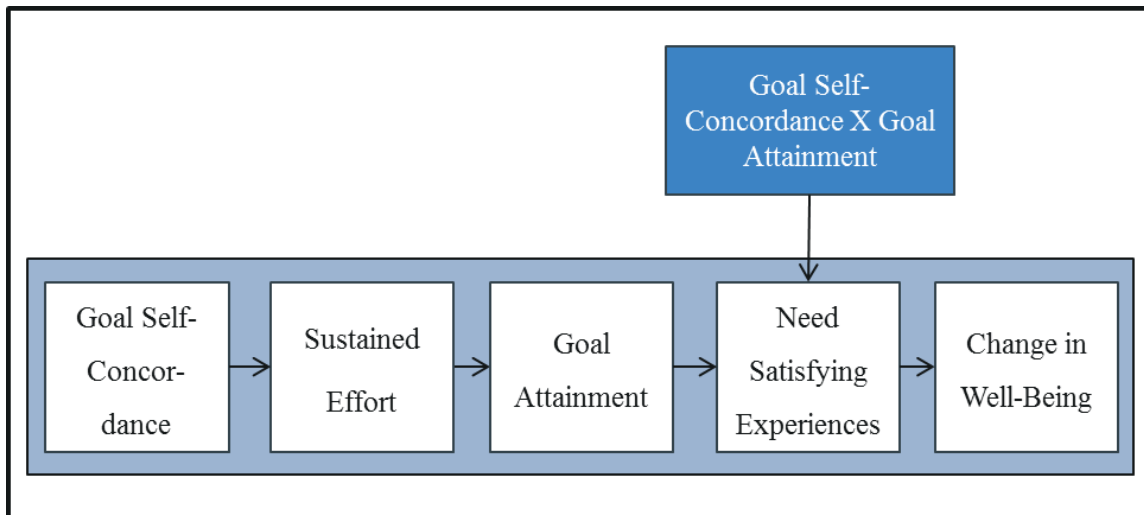 Goal Self-
Concordance X Goal
Attainment
Goal Self-
Concor-
dance
Sustained
Effort
Goal
Attainment
Need
Satisfying
Experiences
Change in
Well-Being